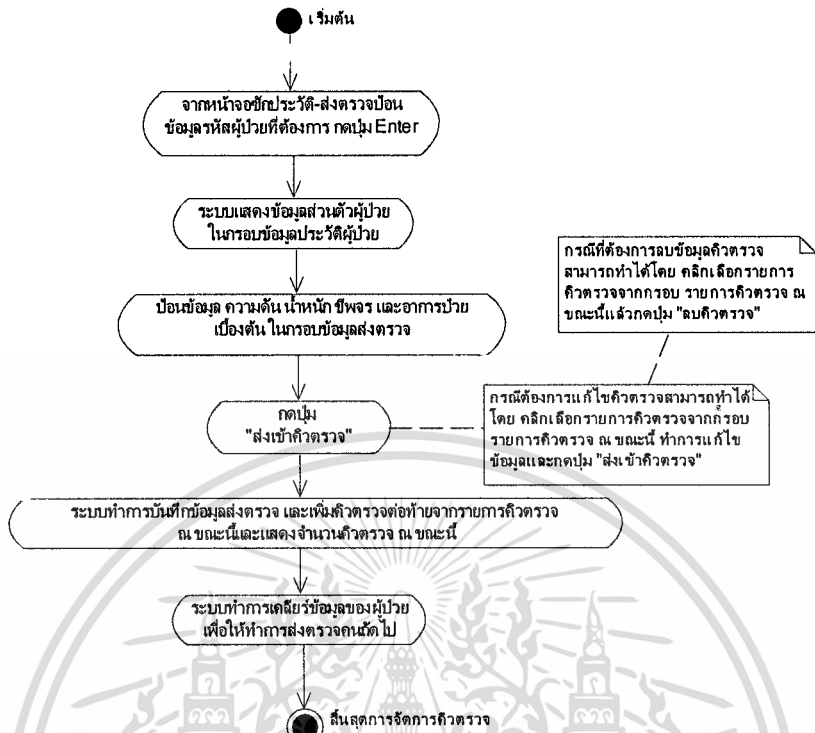 เริ่มต้น
จากหน้าจอซักประวัติ-ส่งตรวจป้อน
ข้อมูลรหัสผู้ป่วยที่ต้องการ กดปุ่ม Enter
ระบบแสดงข้อมูลส่วนตัวผู้ป่วย
ในกรอบข้อมูลประวัติผู้ป่วย
กรณีที่ต้องการลบข้อมูลคิวตรวจ
สามารถทำได้โดย คลิกเลือกรายการ
คิวตรวจจากกรอบ รายการคิวตรวจ ณ
ขณะนี้แล้วกดปุ่ม "ลบคิวตรวจ"
ป้อนข้อมูล ความดัน น้ำหนัก ชีพจร และอาการป่วย
เบื้องต้น ในกรอบข้อมูลส่งตรวจ
กรณีต้องการแก้ไขคิวตรวจสามารถทำได้
โดย คลิกเลือกรายการคิวตรวจจากกรอบ
รายการคิวตรวจ ณ ขณะนี้ ทำการแก้ไข
ข้อมูลและกดปุ่ม "ส่งเข้าคิวตรวจ"
กดปุ่ม
"ส่งเข้าคิวตรวจ"
ระบบทำการบันทึกข้อมูลส่งตรวจ และเพิ่มคิวตรวจต่อท้ายจากรายการคิวตรวจ
ณ ขณะนี้และแสดงจำนวนคิวตรวจ ณ ขณะนี้
ระบบทำการเคลียร์ข้อมูลของผู้ป่วย
เพื่อให้ทำการส่งตรวจคนถัดไป
สิ้นสุดการจัดการคิวตรวจ